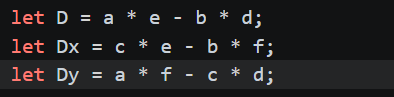 let D = a * e - b * d;
let Dx = c * e - b * f;
let Dy = a * f - c * d;